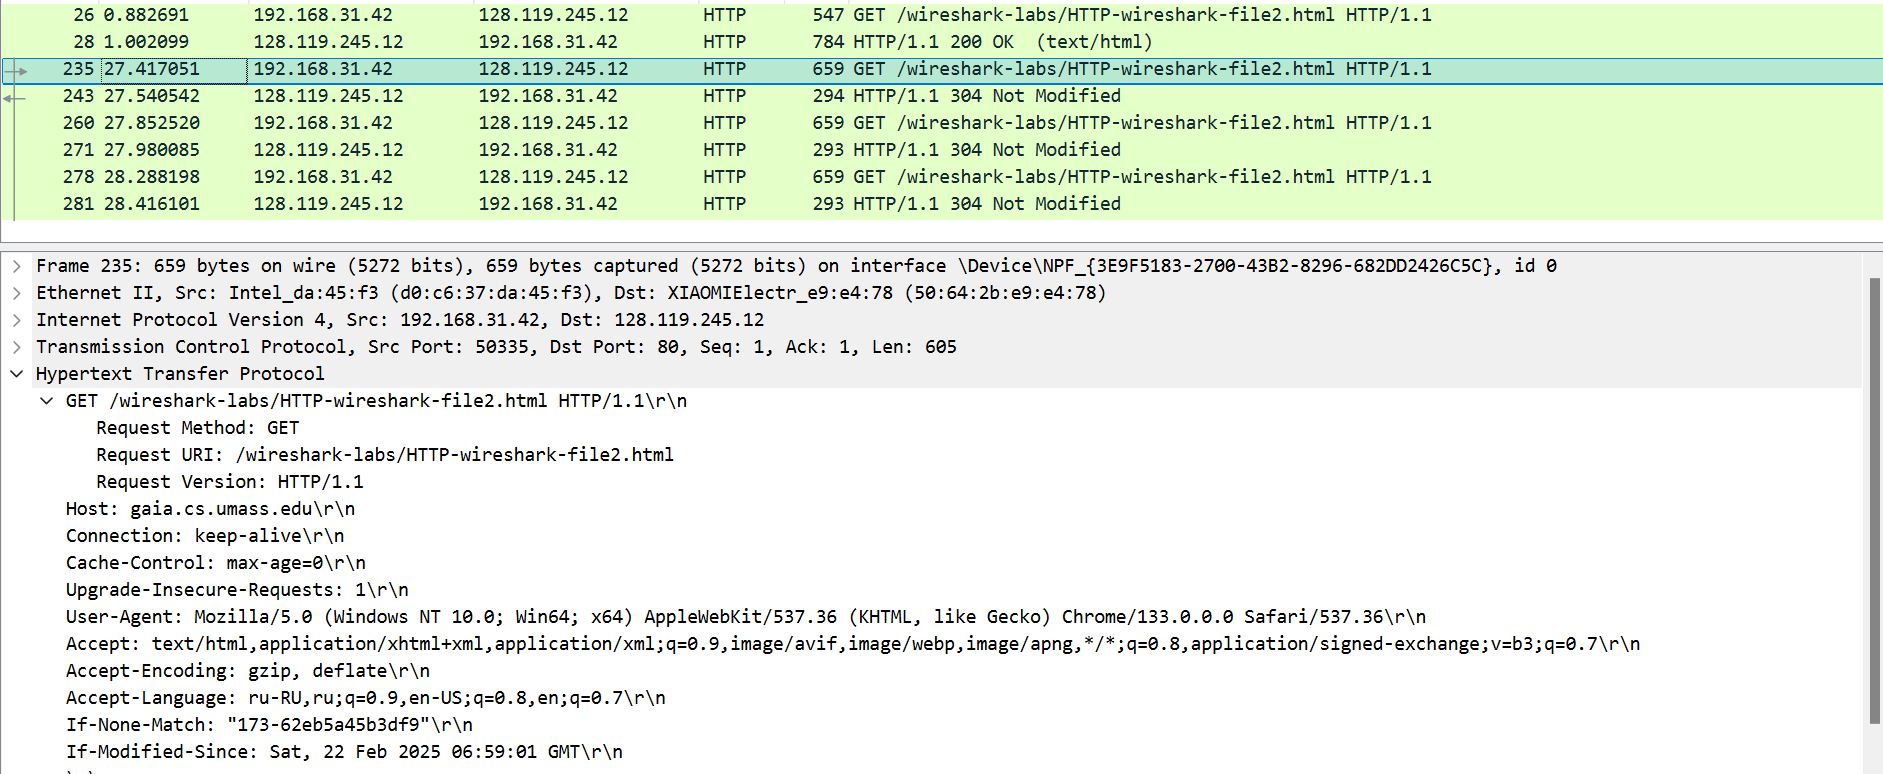 26 0.882691 192.168.31.42 128.119.245.12 HTTP 547 GET /wireshark-labs/HTTP-wireshark-file2.html HTTP/1.1
28 1.002099 128.119.245.12 192.168.31.42 HTTP 784 HTTP/1.1 200 OK (text/html)
235 27.417051 192.168.31.42 128.119.245.12 HTTP 659 GET /wireshark-labs/HTTP-wireshark-file2.html HTTP/1.1
243 27.540542 128.119.245.12 192.168.31.42 HTTP 294 HTTP/1.1 304 Not Modified
260 27.852520 192.168.31.42 128.119.245.12 HTTP 659 GET /wireshark-labs/HTTP-wireshark-file2.html HTTP/1.1
271 27.980085 128.119.245.12 192.168.31.42 HTTP 293 HTTP/1.1 304 Not Modified
278 28.288198 192.168.31.42 128.119.245.12 HTTP 659 GET /wireshark-labs/HTTP-wireshark-file2.html HTTP/1.1
281 28.416101 128.119.245.12 192.168.31.42 HTTP 293 HTTP/1.1 304 Not Modified
Frame 235: 659 bytes on wire (5272 bits), 659 bytes captured (5272 bits) on interface \Device\NPF_{3E9F5183-2700-43B2-8296-682DD2426C5C}, id 0
Ethernet II, Src: Intel_da:45:f3 (d0:c6:37:da:45:f3), Dst: XIAOMIElectr_e9:e4:78 (50:64:2b:e9:e4:78)
Internet Protocol Version 4, Src: 192.168.31.42, Dst: 128.119.245.12
Transmission Control Protocol, Src Port: 50335, Dst Port: 80, Seq: 1, Ack: 1, Len: 605
Hypertext Transfer Protocol
GET /wireshark-labs/HTTP-wireshark-file2.html HTTP/1.1\r\n
Request Method: GET
Request URI: /wireshark-labs/HTTP-wireshark-file2.html
Request Version: HTTP/1.1
Host: gaia.cs.umass.edu\r\n
Connection: keep-alive\r\n
Cache-Control: max-age=0\r\n
Upgrade-Insecure-Requests: 1\r\n
User-Agent: Mozilla/5.0 (Windows NT 10.0; Win64; x64) AppleWebKit/537.36 (KHTML, like Gecko) Chrome/133.0.0.0 Safari/537.36\r\n
Accept: text/html,application/xhtml+xml,application/xml;q=0.9,image/avif,image/webp,image/apng,*/*;q=0.8,application/signed-exchange;v=b3;q=0.7\r\n
Accept-Encoding: gzip, deflate\r\n
Accept-Language: ru-RU,ru;q=0.9,en-US;q=0.8,en;q=0.7\r\n
If-None-Match: "173-62eb5a45b3df9"\r\n
If-Modified-Since: Sat, 22 Feb 2025 06:59:01 GMT\r\n